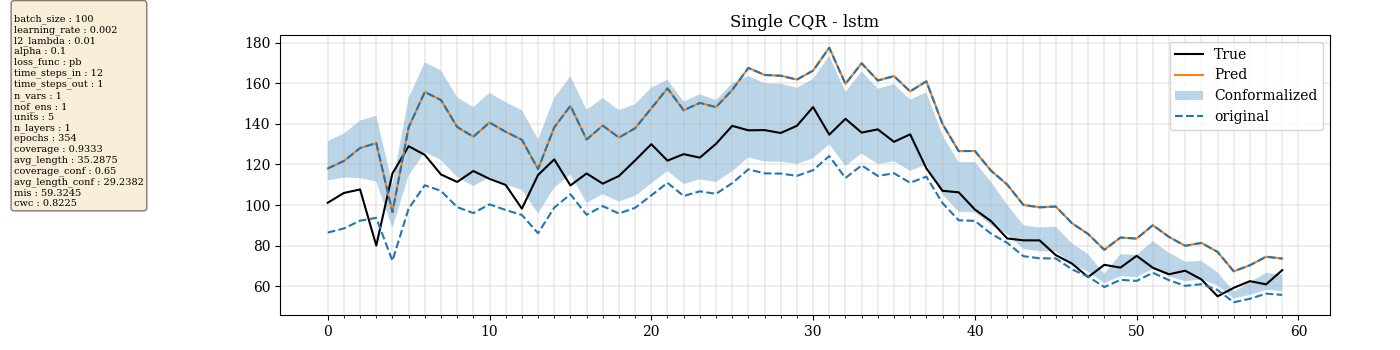 batch_size : 100
learning_rate : 0.002
l2_lambda : 0.01
alpha : 0.1
loss_func : pb
time_steps_in : 12
time_steps_out : 1
n_vars : 1
nof_ens : 1
units : 5
n_layers : 1
epochs : 354
coverage : 0.9333
avg_length : 35.2875
coverage_conf : 0.65
avg_length_conf : 29.2382
mis : 59.3245
cwc : 0.8225
Single CQR - lstm
180
160
140
120
100
80
60
0 10 20 30 40 50 60
True
Pred
Conformalized
original